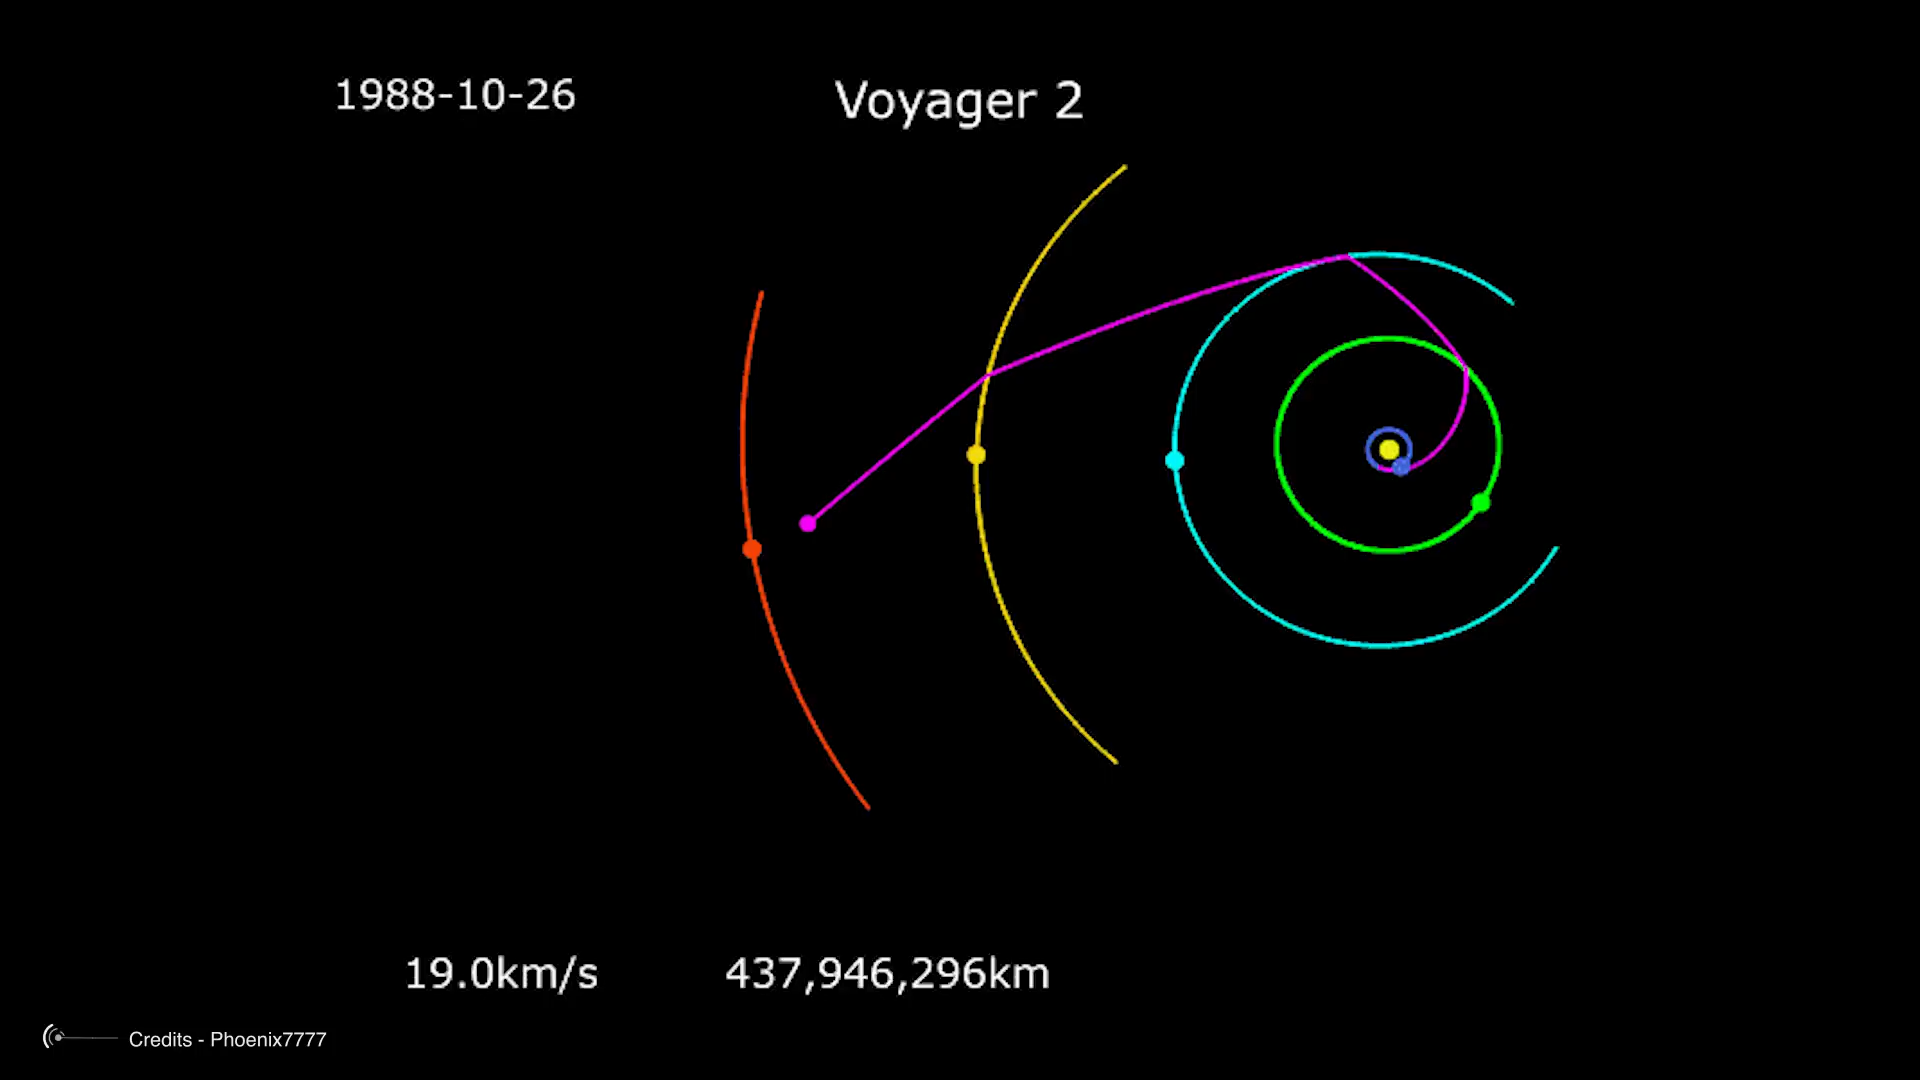 1988-10-26
Voyager 2
19.0km/s
437,946,296km
Credits - Phoenix7777